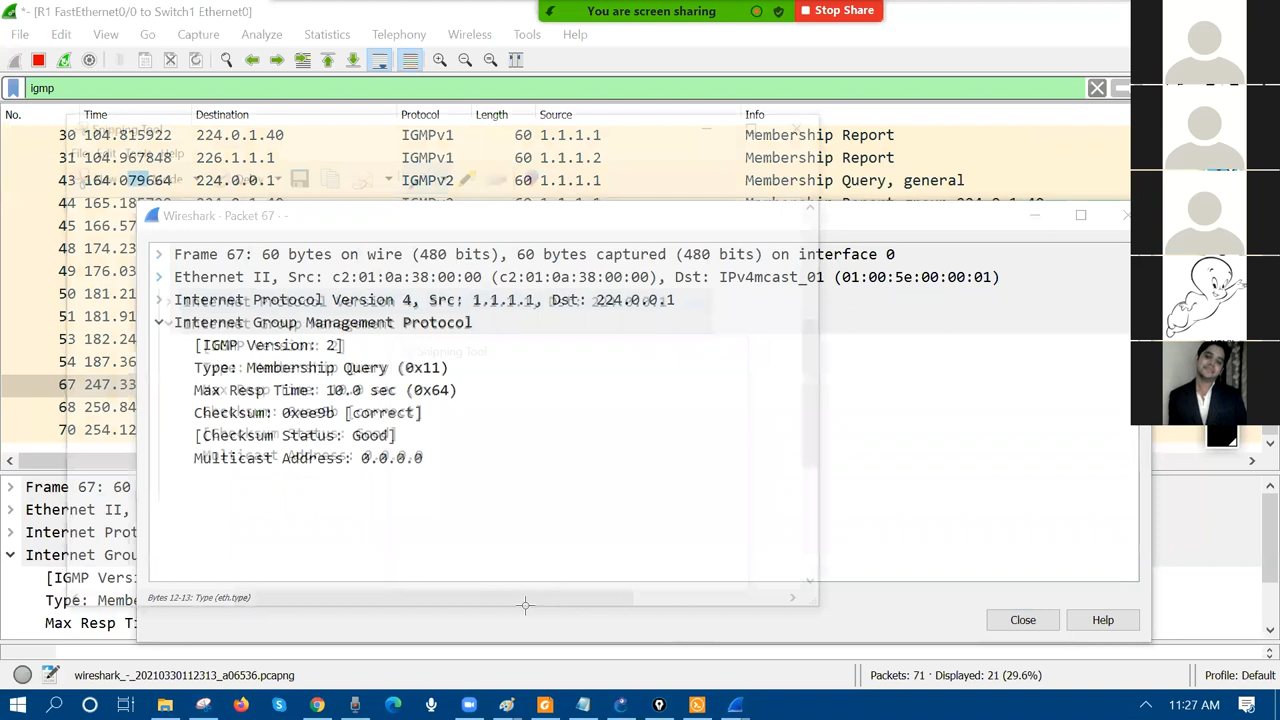 *- [R1 FastEthernet0/0 to Switch1 Ethernet0]
You are screen sharing
Stop Share
File Edit View Go Capture Analyze Statistics Telephony Wireless Tools Help
igmp
No. Time Destination Protocol Length Source Info
30 104.815922 224.0.1.40 IGMPv1 60 1.1.1.1 Membership Report
31 104.967848 226.1.1.1 IGMPv1 60 1.1.1.2 Membership Report
43 164.079664 224.0.0.1 IGMPv2 60 1.1.1.1 Membership Query, general
44 165.185
45 166.57
48 174.23
49 176.03
50 181.21
51 181.91
53 182.24
54 187.36
67 247.33
68 250.84
70 254.12
Snipping Tool
Wireshark · Packet 67 · -
Frame 67: 60 bytes on wire (480 bits), 60 bytes captured (480 bits) on interface 0
Ethernet II, Src: c2:01:0a:38:00:00 (c2:01:0a:38:00:00), Dst: IPv4mcast_01 (01:00:5e:00:00:01)
Internet Protocol Version 4, Src: 1.1.1.1, Dst: 224.0.0.1
Internet Group Management Protocol
[IGMP Version: 2]
Type: Membership Query (0x11)
Max Resp Time: 10.0 sec (0x64)
Checksum: 0xee9b [correct]
[Checksum Status: Good]
Multicast Address: 0.0.0.0
Bytes 12-13: Type (eth.type)
Close Help
Frame 67: 60
Ethernet II,
Internet Prot
Internet Grou
[IGMP Versi
Type: Membe
Max Resp Ti
wireshark_-_20210330112313_a06536.pcapng
Packets: 71 · Displayed: 21 (29.6%)
Profile: Default
11:27 AM